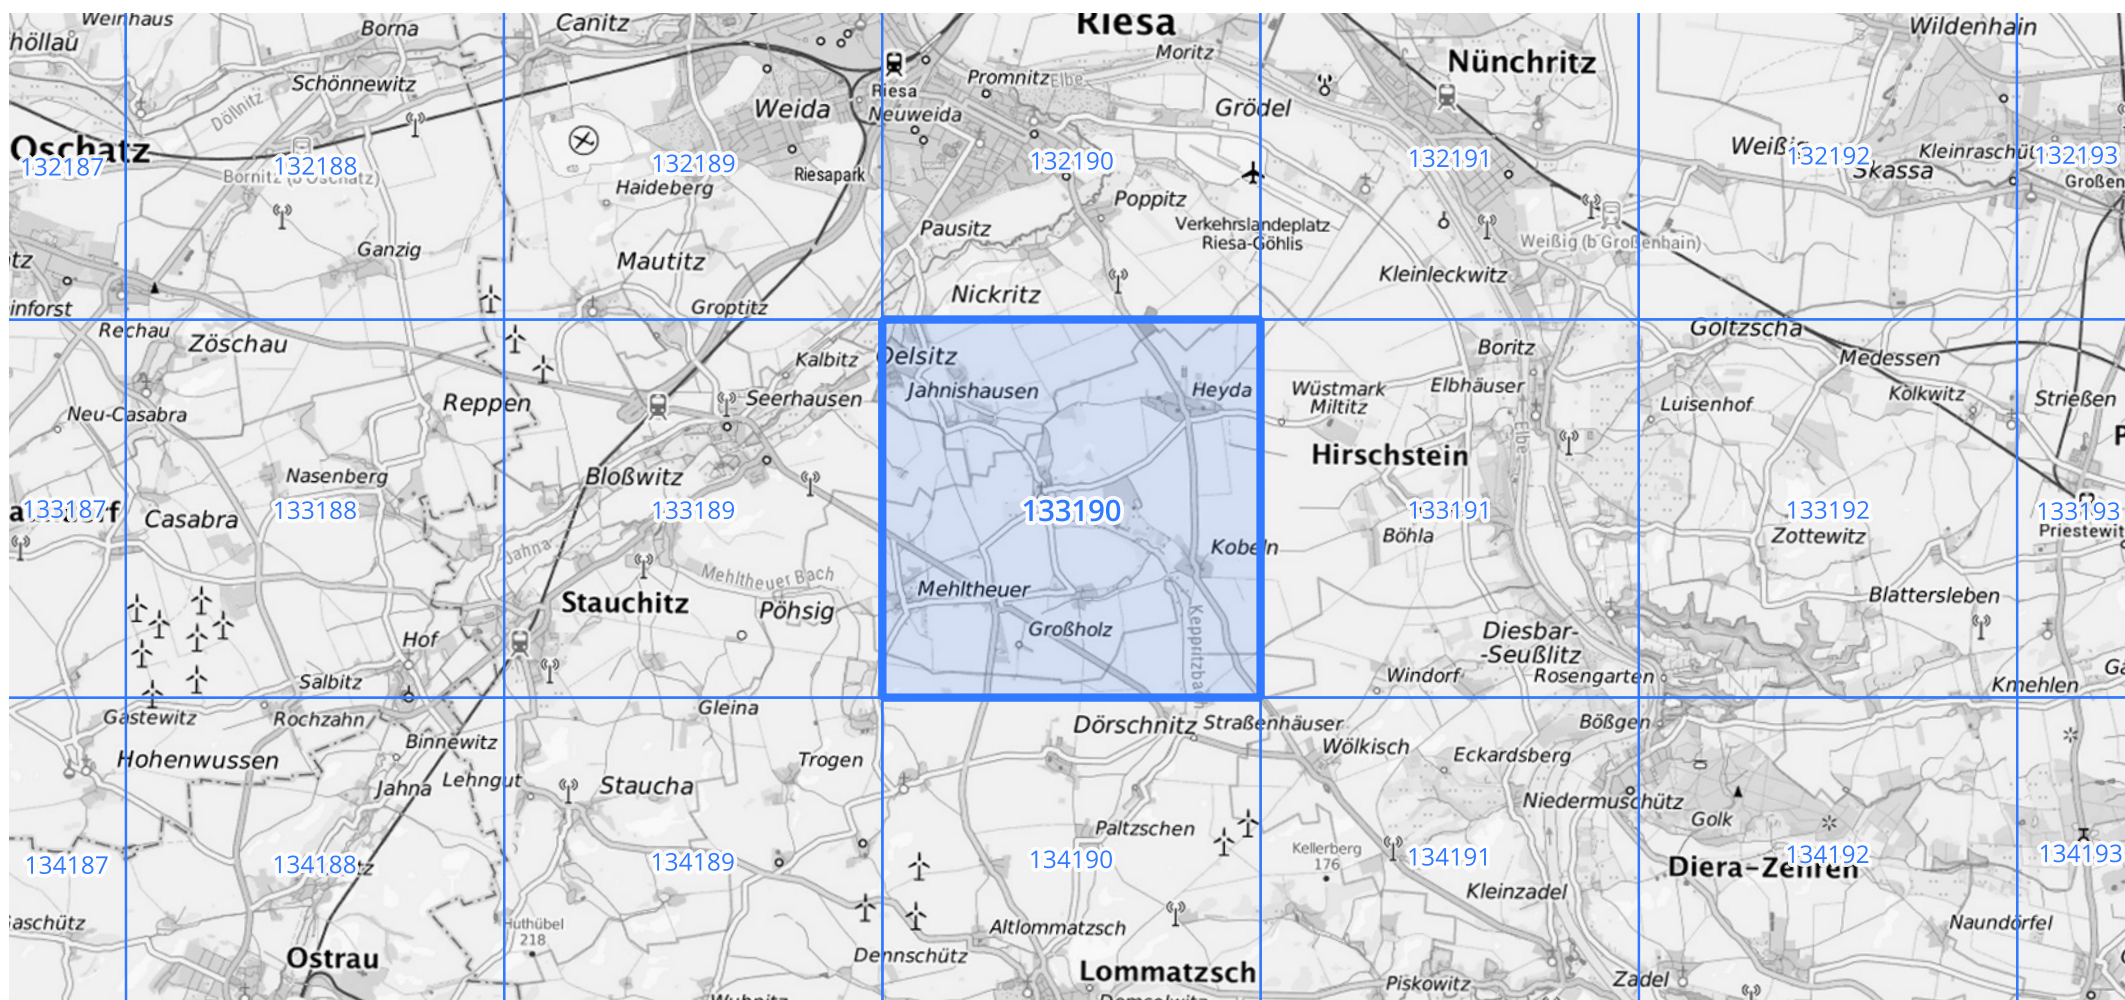 Weinhaus
Borna
Canitz
Riesa
Wildenhain
höllau
Moritz
Nünchritz
Schönnewitz
Promnitz
Elbe
Riesa
Döllnitz
Weida
Neuweida
Grödel
Oschatz
132187
132188
132189
132190
132191
Weißig
132192
Kleinraschüt
132193
Bornitz (b Oschatz)
Haideberg
Riesapark
Skassa
Großen
Poppitz
Pausitz
Verkehrslandeplatz
Riesa-Göhlis
Weißig (b Großenhain)
Ganzig
tz
Mautitz
Kleinleckwitz
Nickritz
inforst
Groptitz
Rechau
Zöschau
Goltzscha
Kalbitz
Oelsitz
Boritz
Medessen
Jahnishausen
Heyda
Wüstmark
Miltitz
Elbhäuser
Kolkwitz
Strießen
Neu-Casabra
Reppen
Seerhausen
Luisenhof
Elbe
Hirschstein
P
Nasenberg
Bloßwitz
133187
Casabra
133188
133189
133190
133191
133192
133193
Priestewit
Böhla
Zottewitz
Jahna
Kobeln
Mehltheuer Bach
Mehltheuer
Blattersleben
Stauchitz
Pöhsig
Keppritzbach
Großholz
Diesbar-
-Seußlitz
Hof
Salbitz
Windorf
Rosengarten
Kmehlen
Gastewitz
Rochzahn
Gleina
Dörschnitz
Straßenhäuser
Bößgen
Binnewitz
Wölkisch
Eckardsberg
Hohenwussen
Trogen
Jahna
Lehngut
Staucha
Niedermuschütz
Golk
Paltzschen
Kellerberg
176
134187
134188
134189
134190
134191
134192
134193
Diera-Zehren
Kleinzadel
Huthübel
218
Altlommatzsch
Naundörfel
Dennschütz
Ostrau
Lommatzsch
Piskowitz
Zadel